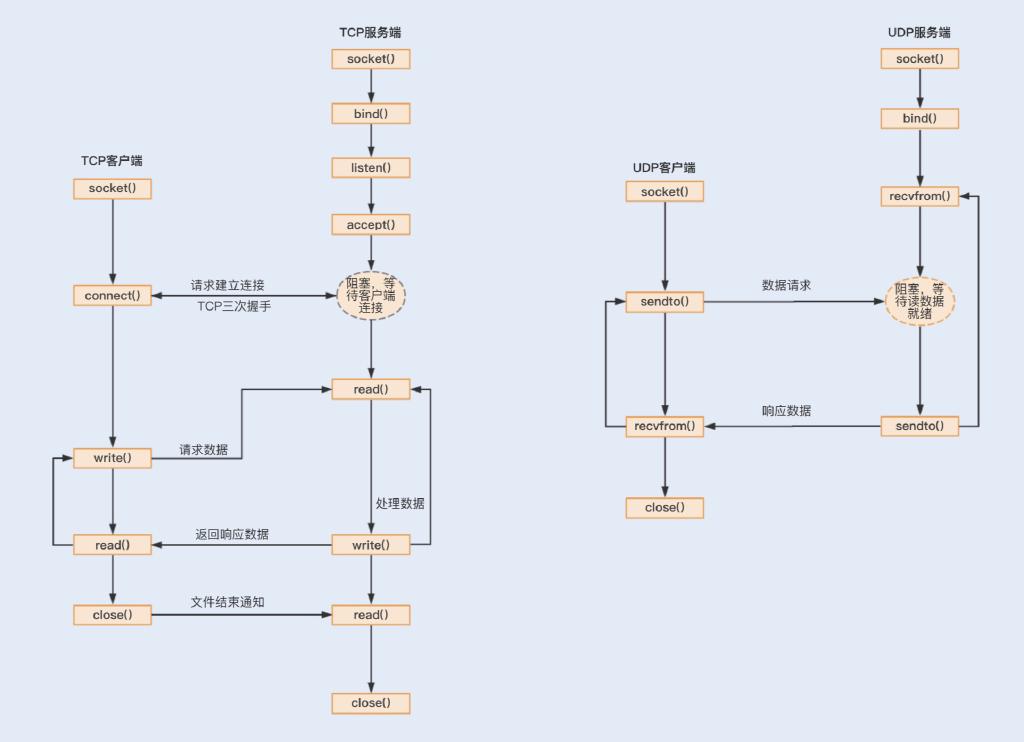 TCP服务端
socket()
bind()
listen()
accept()
阻塞，等
待客户端
连接
read()
处理数据
write()
read()
close()
TCP客户端
socket()
connect()
请求建立连接
TCP三次握手
write()
请求数据
read()
返回响应数据
close()
文件结束通知
UDP客户端
socket()
sendto()
数据请求
recvfrom()
响应数据
close()
UDP服务端
socket()
bind()
recvfrom()
阻塞，等
待读数据
就绪
sendto()